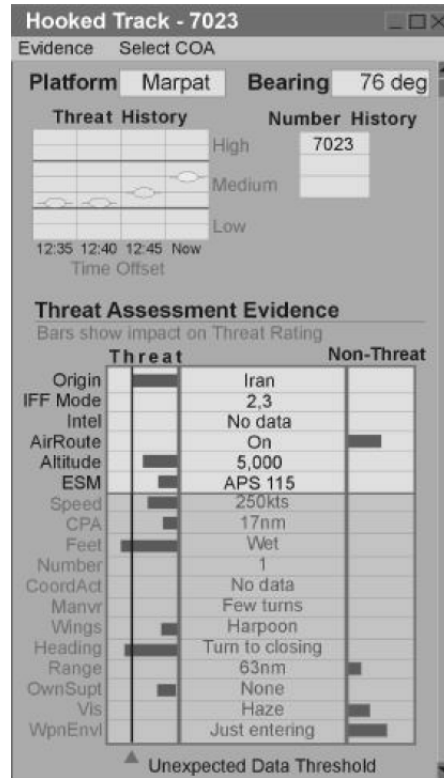 Hooked Track - 7023
Evidence Select COA
Platform Marpat Bearing 76 deg
Threat History Number History
High 7023
Medium
Low
12:35 12:40 12:45 Now
Time Offset
Threat Assessment Evidence
Bars show impact on Threat Rating
Threat Non-Threat
Origin Iran
IFF Mode 2,3
Intel No data
AirRoute On
Altitude 5,000
ESM APS 115
Speed 250kts
CPA 17nm
Feet Wet
Number 1
CoordAct No data
Manvr Few turns
Wings Harpoon
Heading Turn to closing
Range 63nm
OwnSupt None
Vis Haze
WpnEnvl Just entering
Unexpected Data Threshold